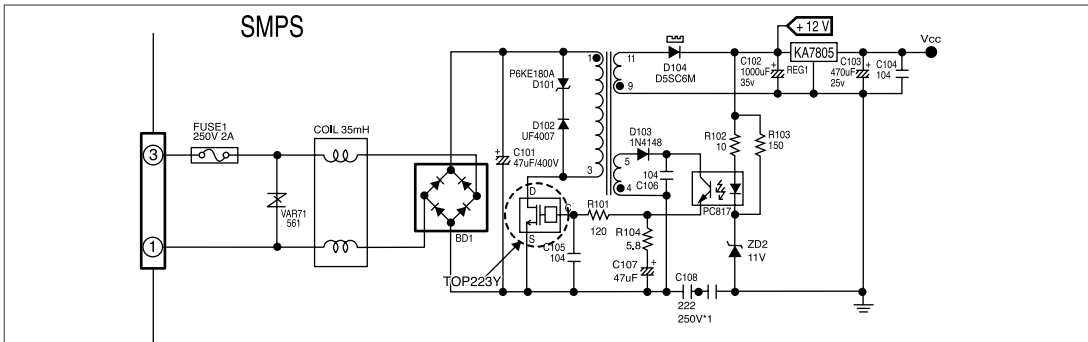 SMPS
+ 12 V
Vcc
1
11
D104
D5SC6M
KA7805
REG1
C102
1000uF
35v
+
C103
470uF
25v
+
C104
104
P6KE180A
D101
9
FUSE1
250V 2A
COIL 35mH
D102
UF4007
D103
1N4148
R102
10
R103
150
+
C101
47uF/400V
3
3
5
4
104
C106
PC817
D
C
S
R101
120
VAR71
561
BD1
R104
5.8
C105
104
ZD2
11V
1
TOP223Y
C107
47uF
+
C108
222
250V*1